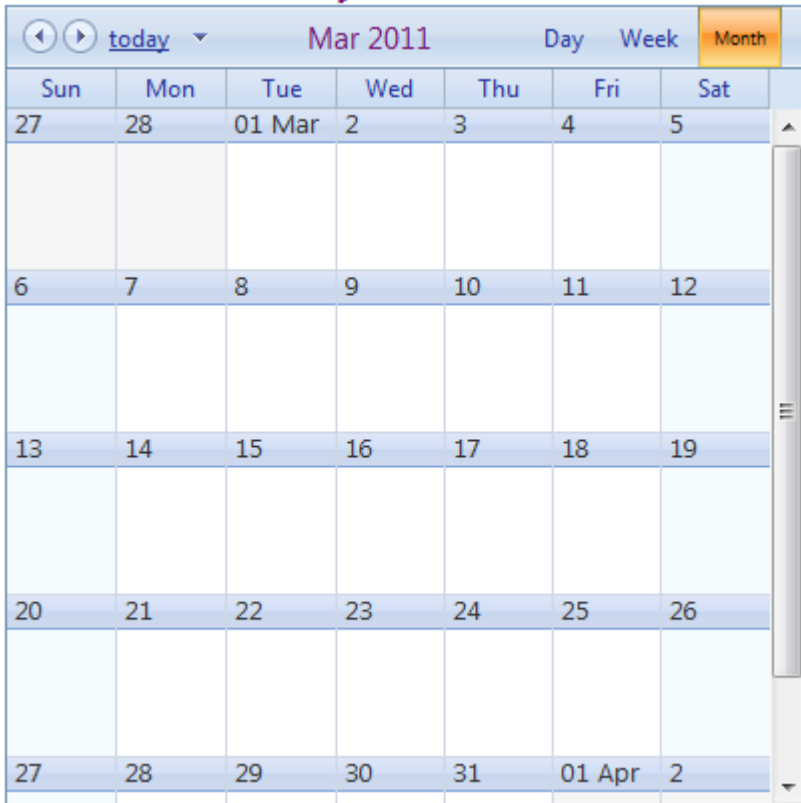 today Mar 2011 Day Week Month
Sun Mon Tue Wed Thu Fri Sat
27 28 01 Mar 2 3 4 5
6 7 8 9 10 11 12
13 14 15 16 17 18 19
20 21 22 23 24 25 26
27 28 29 30 31 01 Apr 2